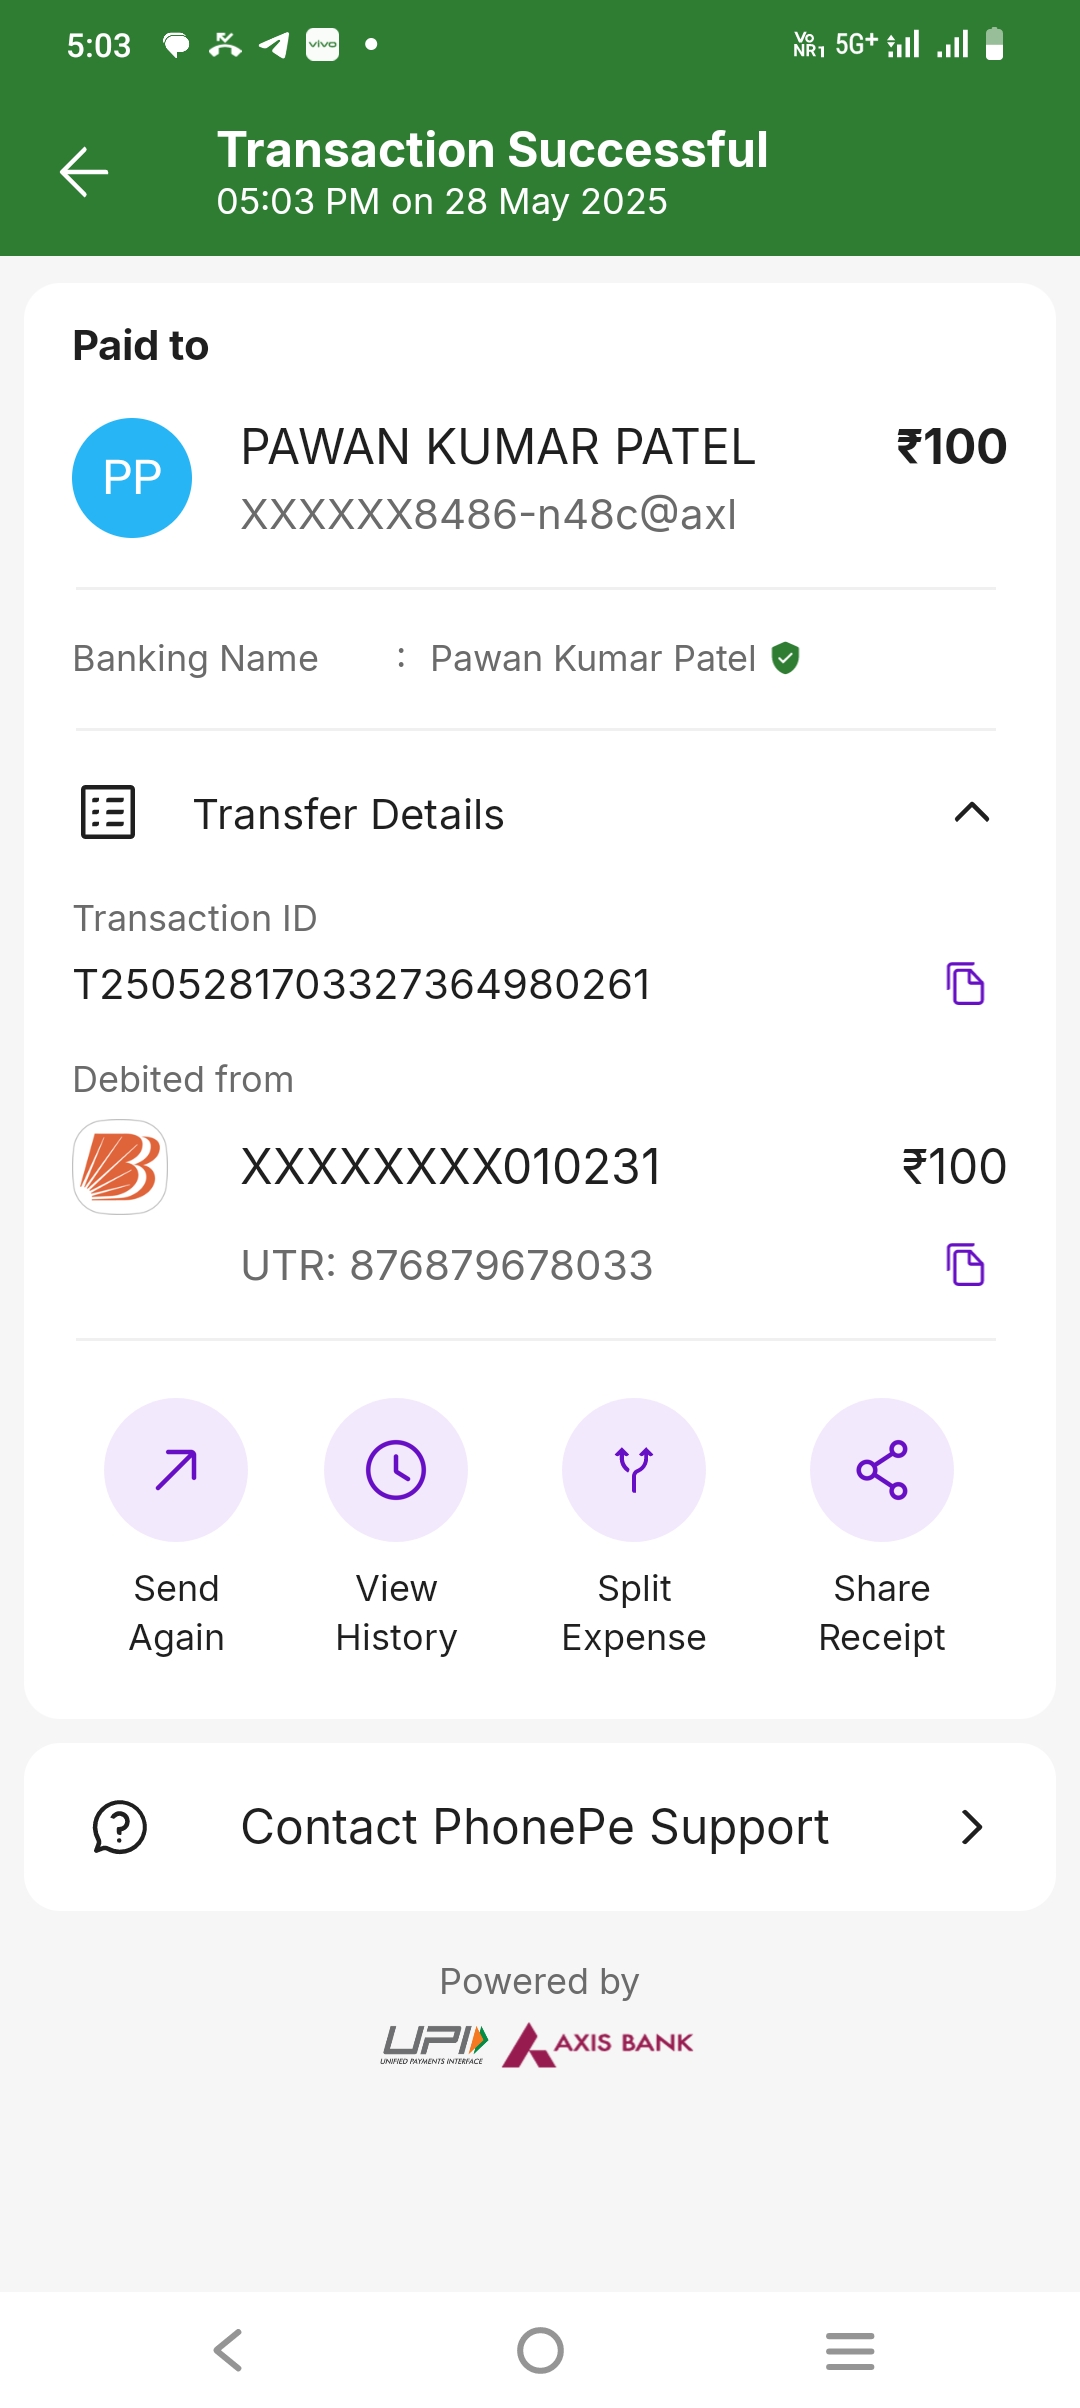 5:03 vivo Vo NR1 5G+
Transaction Successful
05:03 PM on 28 May 2025
Paid to
PP PAWAN KUMAR PATEL ₹100
XXXXXX8486-n48c@axl
Banking Name : Pawan Kumar Patel
Transfer Details
Transaction ID
T2505281703327364980261
Debited from
XXXXXXXX010231 ₹100
UTR: 876879678033
Send Again
View History
Split Expense
Share Receipt
Contact PhonePe Support
Powered by
UPI AXIS BANK
UNIFIED PAYMENTS INTERFACE